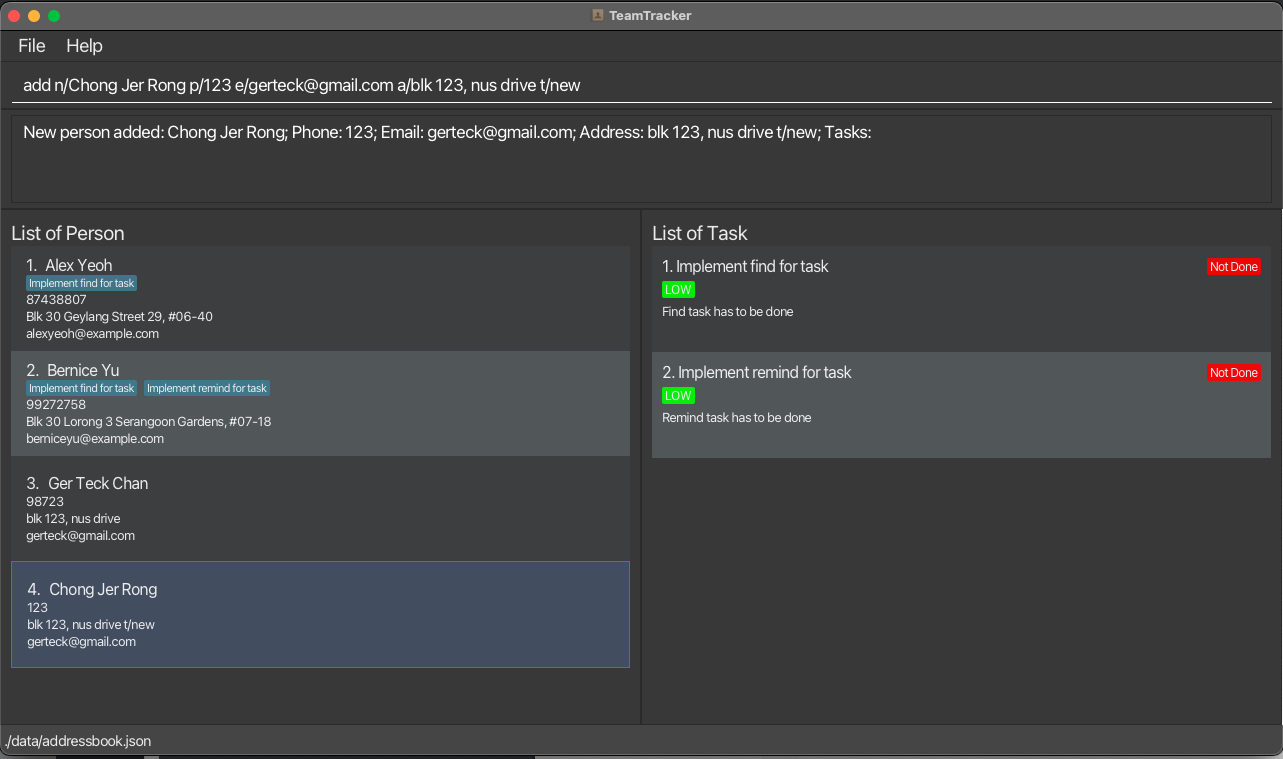 TeamTracker
File Help
add n/Chong Jer Rong p/123 e/gerteck@gmail.com a/blk 123, nus drive t/new
New person added: Chong Jer Rong; Phone: 123; Email: gerteck@gmail.com; Address: blk 123, nus drive t/new; Tasks:
List of Person
1. Alex Yeoh
Implement find for task
87438807
Blk 30 Geylang Street 29, #06-40
alexyeoh@example.com
2. Bernice Yu
Implement find for task Implement remind for task
99272758
Blk 30 Lorong 3 Serangoon Gardens, #07-18
berniceyu@example.com
3. Ger Teck Chan
98723
blk 123, nus drive
gerteck@gmail.com
4. Chong Jer Rong
123
blk 123, nus drive t/new
gerteck@gmail.com
List of Task
1. Implement find for task Not Done
LOW
Find task has to be done
2. Implement remind for task Not Done
LOW
Remind task has to be done
./data/addressbook.json